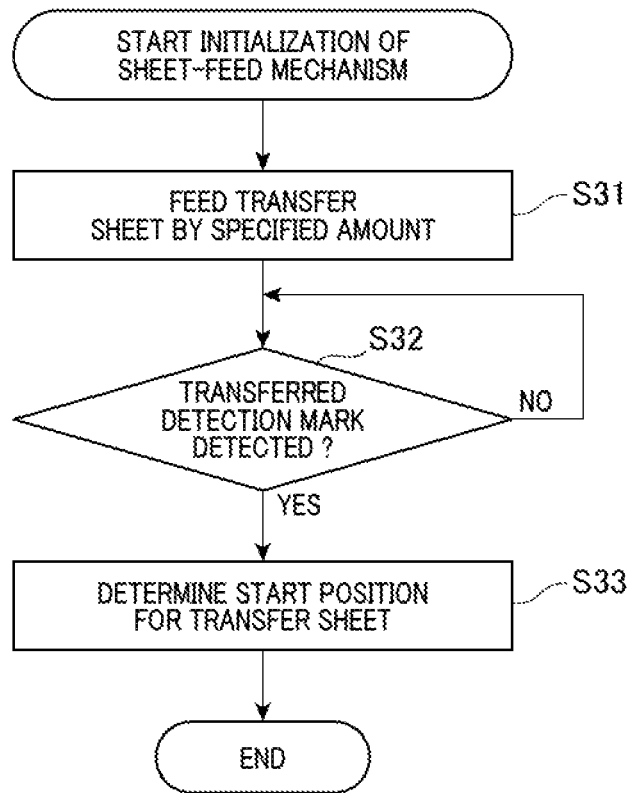 START INITIALIZATION OF
SHEET-FEED MECHANISM
FEED TRANSFER
SHEET BY SPECIFIED AMOUNT
S31
S32
TRANSFERRED
DETECTION MARK
DETECTED ?
NO
YES
DETERMINE START POSITION
FOR TRANSFER SHEET
S33
END